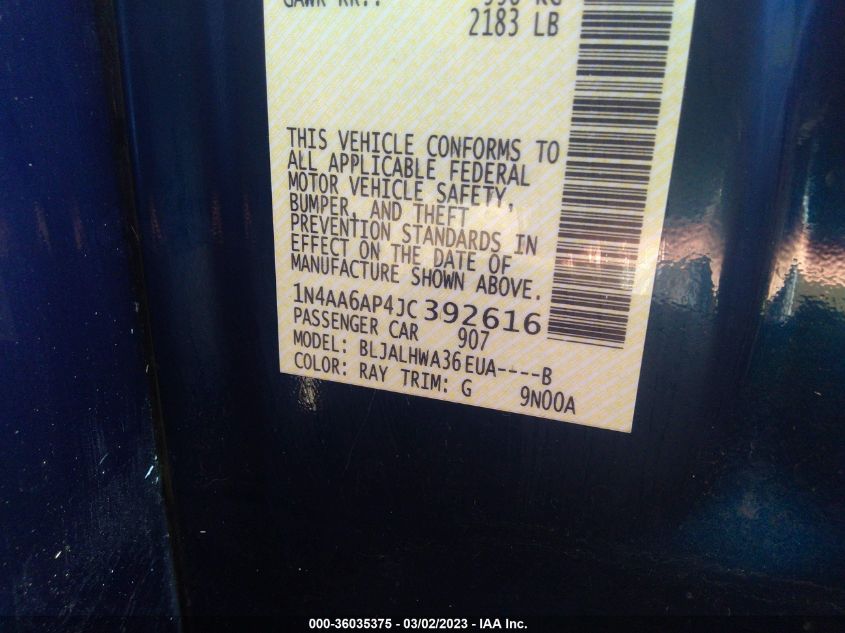 GAWR RR.:
2183 LB
THIS VEHICLE CONFORMS TO
ALL APPLICABLE FEDERAL
MOTOR VEHICLE SAFETY,
BUMPER, AND THEFT
PREVENTION STANDARDS IN
EFFECT ON THE DATE OF
MANUFACTURE SHOWN ABOVE.
1N4AA6AP4JC392616
PASSENGER CAR 907
MODEL: BLJALHWA36EUA----B
COLOR: RAY TRIM: G 9N00A
000-36035375 - 03/02/2023 - IAA Inc.